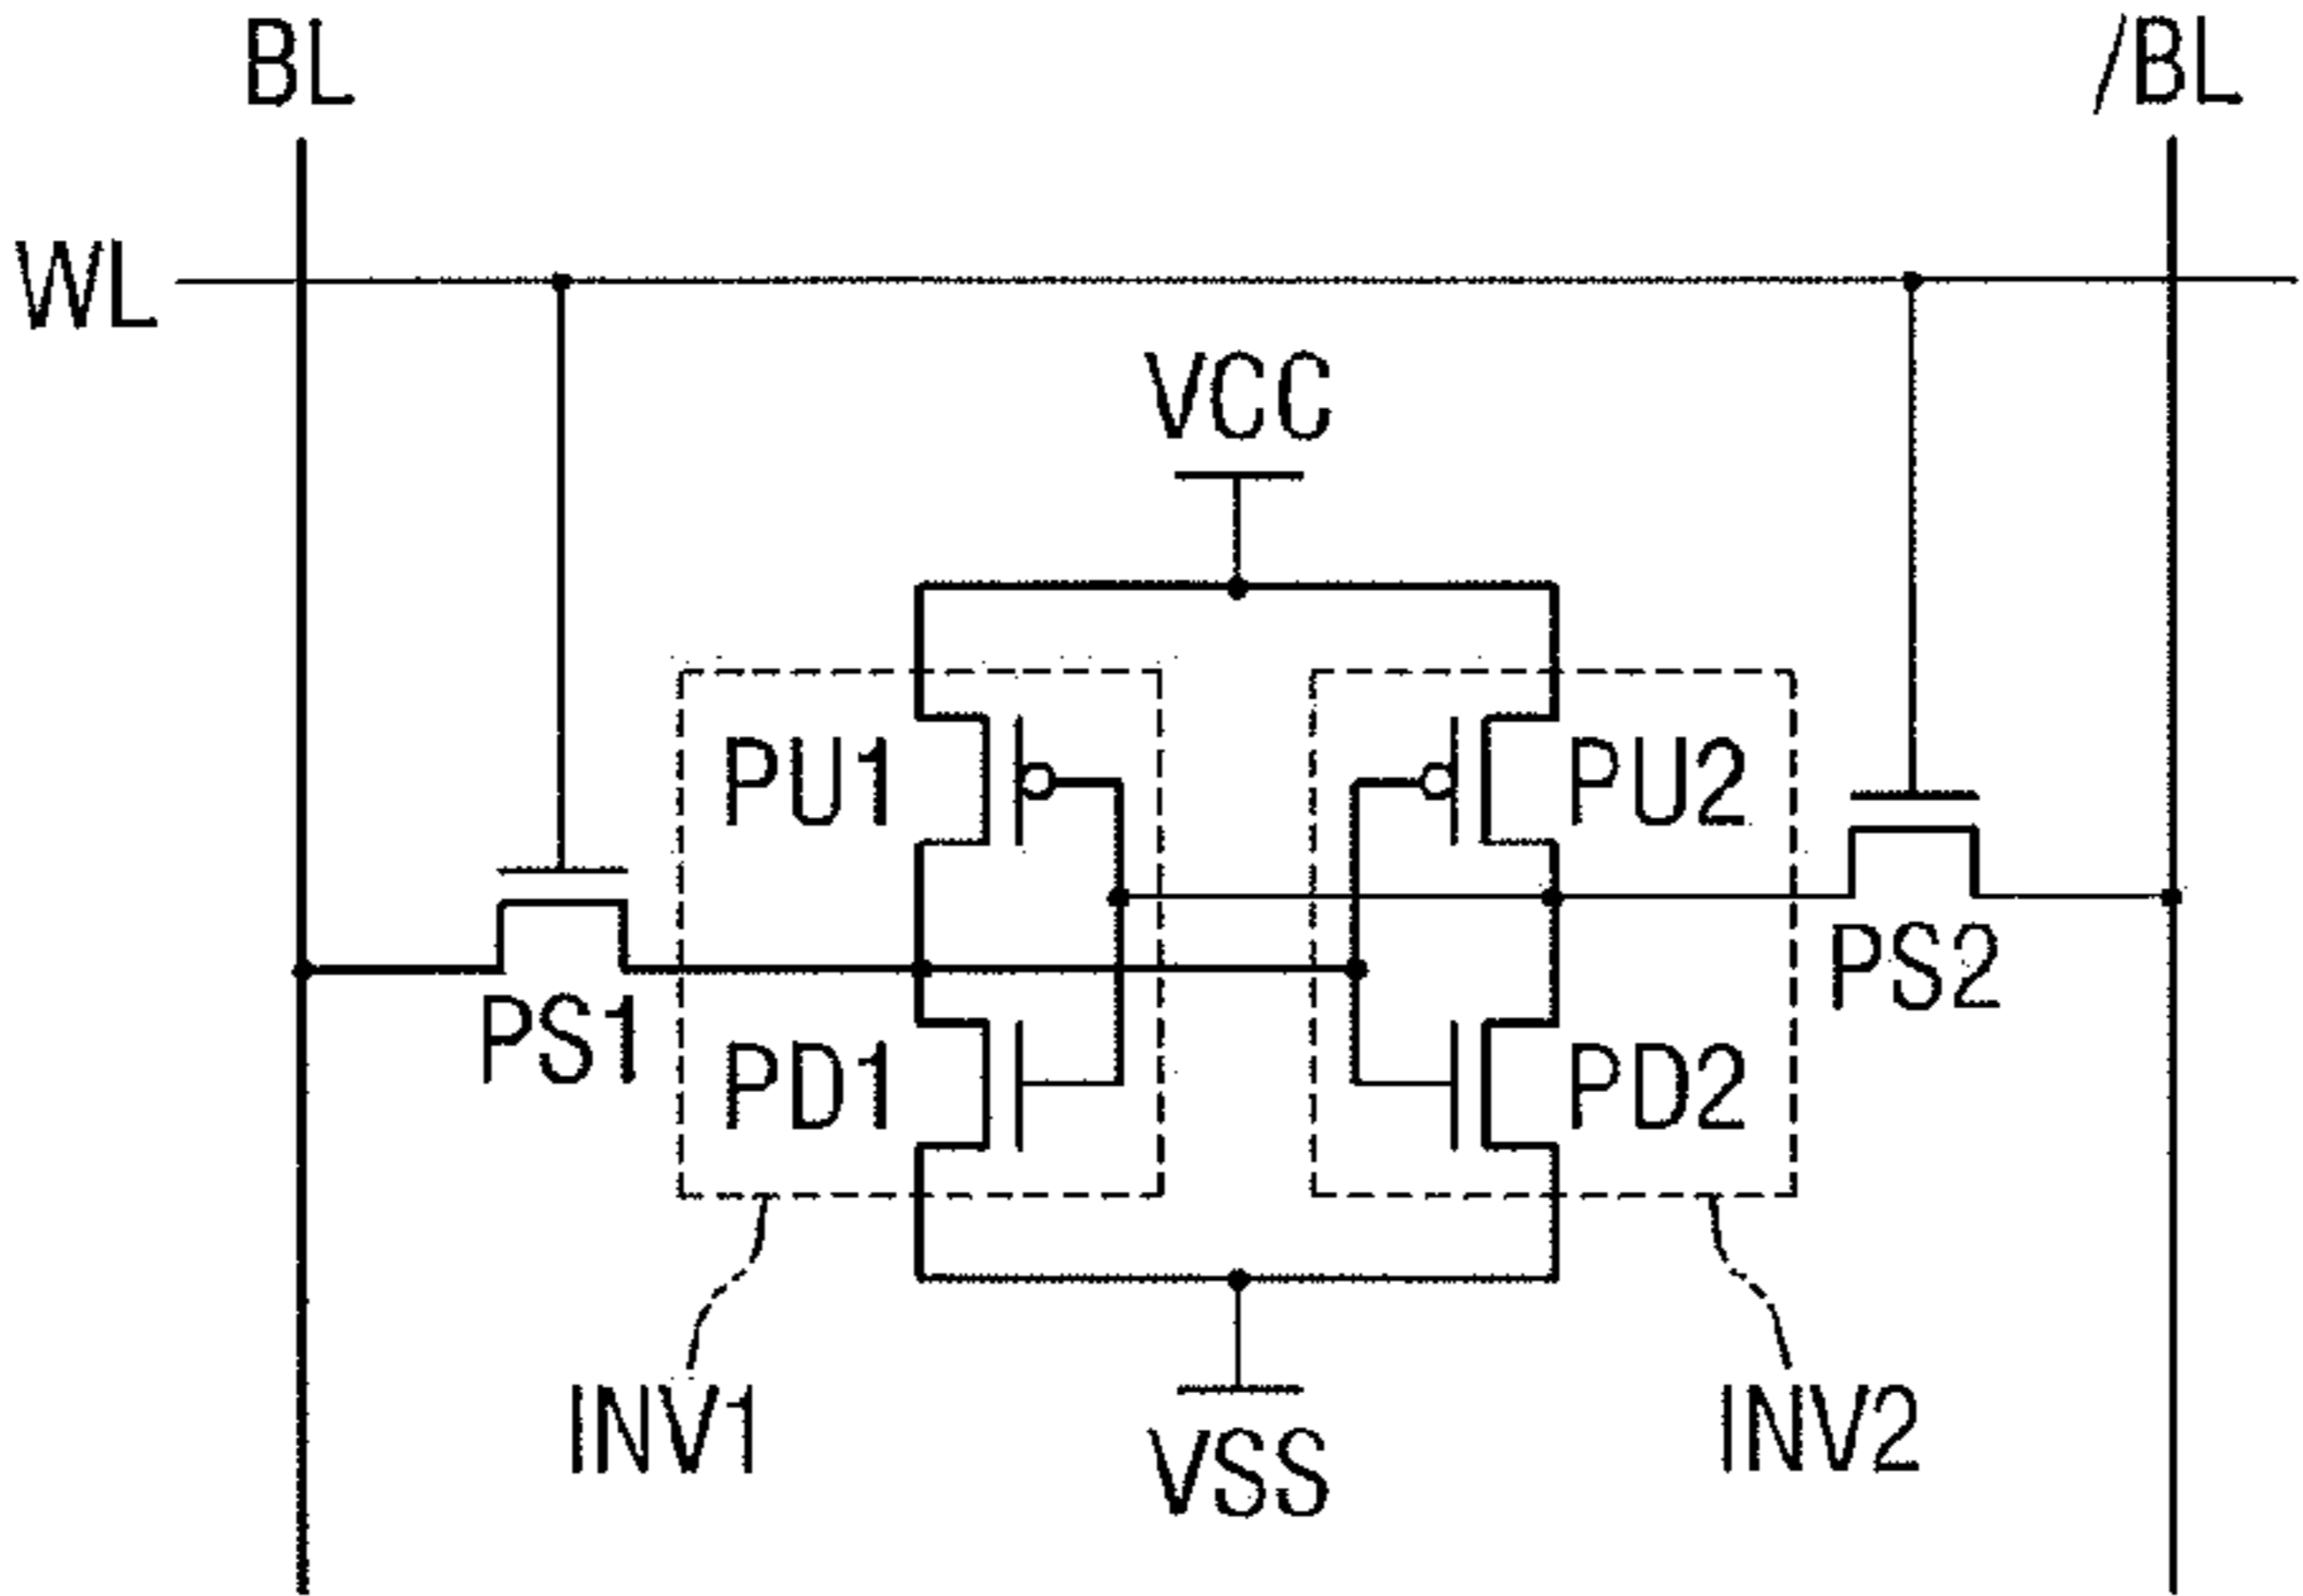 BL
/BL
WL
VCC
PU1
PU2
PS1
PS2
PD1
PD2
INV1
INV2
VSS